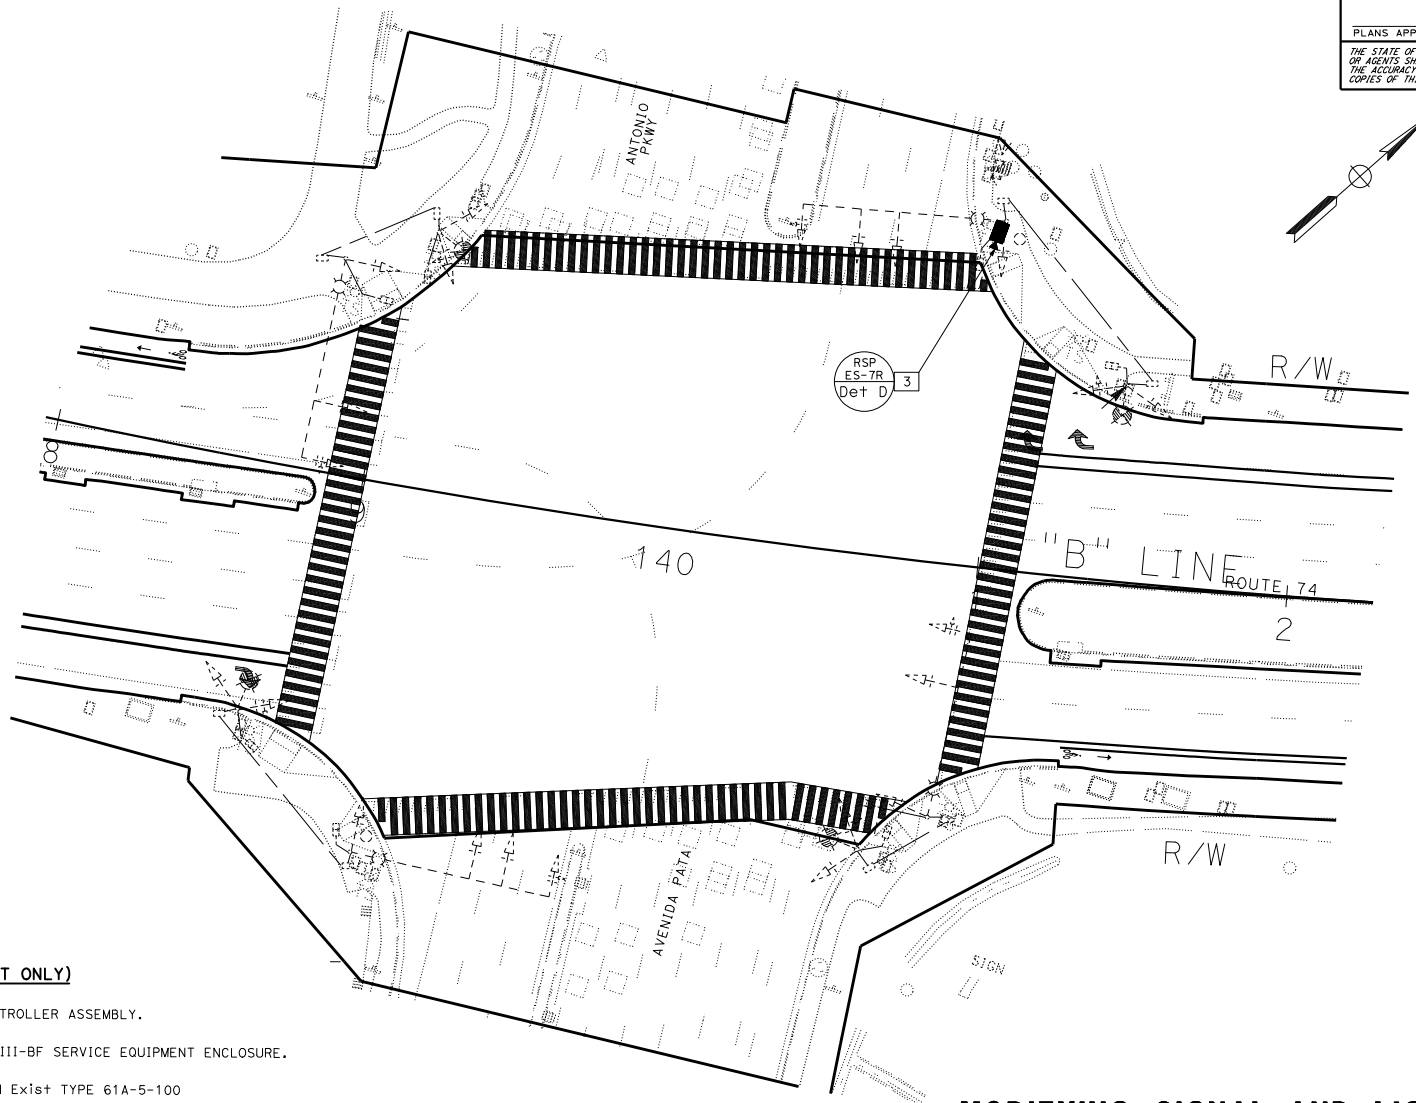 PLANS APP
THE STATE OF
OR AGENTS SH
THE ACCURACY
COPIES OF TH
ANTONIO
PKWY
RSP
ES-7R
Det D
3
R/W
8
140
"B" LINE
ROUTE 74
2
R/W
AVENIDA PATA
SIGN
T ONLY)
TROLLER ASSEMBLY.
III-BF SERVICE EQUIPMENT ENCLOSURE.
Exist TYPE 61A-5-100